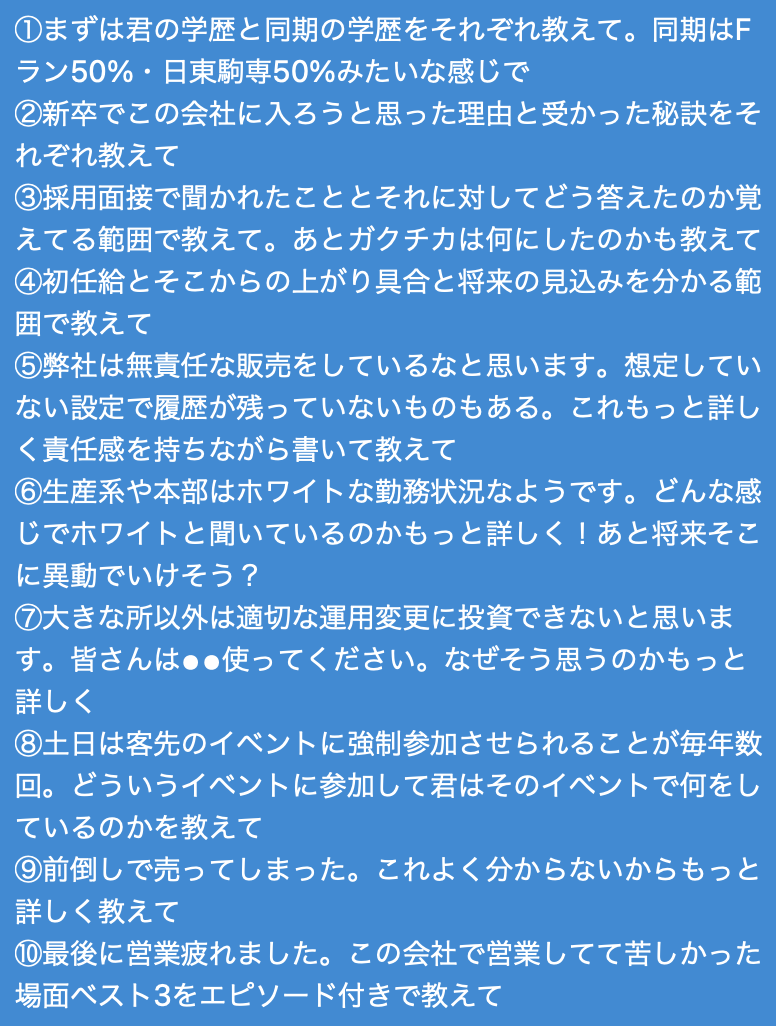 ①まずは君の学歴と同期の学歴をそれぞれ教えて。同期はF
ラン50%・日東駒専50%みたいな感じで
②新卒でこの会社に入ろうと思った理由と受かった秘訣をそ
れぞれ教えて
③採用面接で聞かれたこととそれに対してどう答えたのか覚
えてる範囲で教えて。あとガクチカは何にしたのかも教えて
④初任給とそこからの上がり具合と将来の見込みを分かる範
囲で教えて
⑤弊社は無責任な販売をしているなと思います。想定してい
ない設定で履歴が残っていないものもある。これもっと詳し
く責任感を持ちながら書いて教えて
⑥生産系や本部はホワイトな勤務状況なようです。どんな感
じでホワイトと聞いているのかもっと詳しく！あと将来そこ
に異動でいけそう？
⑦大きな所以外は適切な運用変更に投資できないと思いま
す。皆さんは●●使ってください。なぜそう思うのかもっと
詳しく
⑧土日は客先のイベントに強制参加させられることが毎年数
回。どういうイベントに参加して君はそのイベントで何をし
ているのかを教えて
⑨前倒しで売ってしまった。これよく分からないからもっと
詳しく教えて
⑩最後に営業疲れました。この会社で営業してて苦しかった
場面ベスト3をエピソード付きで教えて